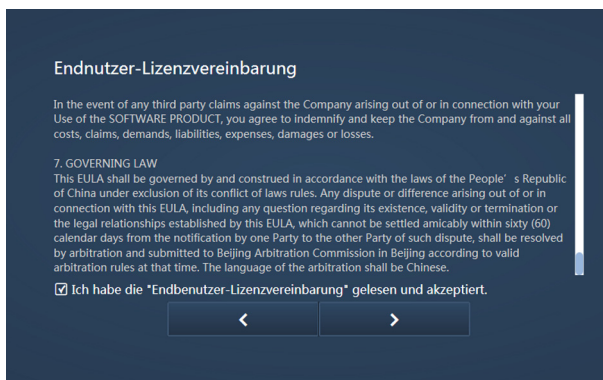 Endnutzer-Lizenzvereinbarung
In the event of any third party claims against the Company arising out of or in connection with your
Use of the SOFTWARE PRODUCT, you agree to indemnify and keep the Company from and against all
costs, claims, demands, liabilities, expenses, damages or losses.
7. GOVERNING LAW
This EULA shall be governed by and construed in accordance with the laws of the People’ s Republic
of China under exclusion of its conflict of laws rules. Any dispute or difference arising out of or in
connection with this EULA, including any question regarding its existence, validity or termination or
the legal relationships established by this EULA, which cannot be settled amicably within sixty (60)
calendar days from the notification by one Party to the other Party of such dispute, shall be resolved
by arbitration and submitted to Beijing Arbitration Commission in Beijing according to valid
arbitration rules at that time. The language of the arbitration shall be Chinese.
Ich habe die "Endbenutzer-Lizenzvereinbarung" gelesen und akzeptiert.